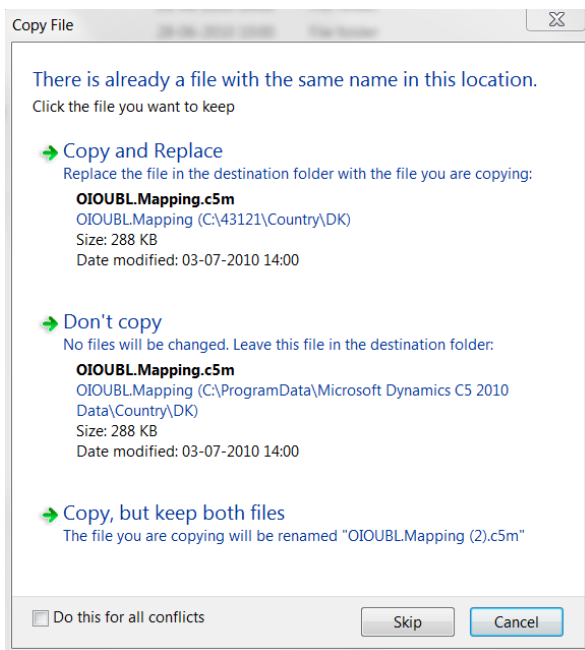 Copy File
There is already a file with the same name in this location.
Click the file you want to keep
Copy and Replace
Replace the file in the destination folder with the file you are copying:
OIOUBL.Mapping.c5m
OIOUBL.Mapping (C:\43121\Country\DK)
Size: 288 KB
Date modified: 03-07-2010 14:00
Don't copy
No files will be changed. Leave this file in the destination folder:
OIOUBL.Mapping.c5m
OIOUBL.Mapping (C:\ProgramData\Microsoft Dynamics C5 2010
Data\Country\DK)
Size: 288 KB
Date modified: 03-07-2010 14:00
Copy, but keep both files
The file you are copying will be renamed "OIOUBL.Mapping (2).c5m"
Do this for all conflicts
Skip
Cancel